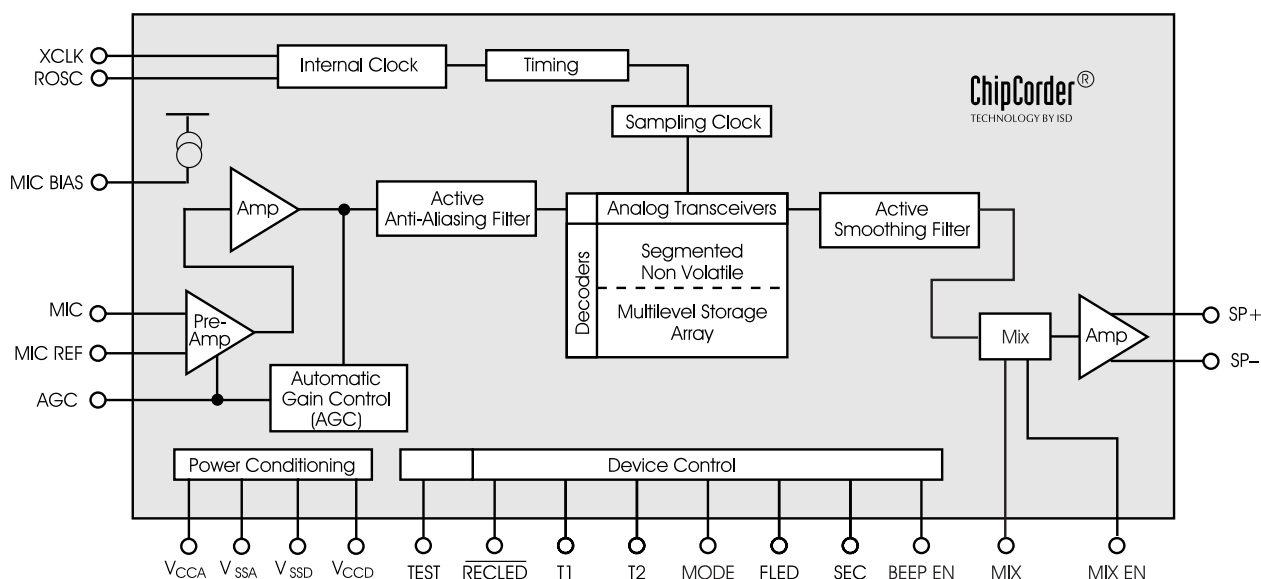 XCLK
ROSC
Internal Clock
Timing
ChipCorder®
TECHNOLOGY BY ISD
Sampling Clock
MIC BIAS
Amp
Active
Anti-Aliasing Filter
Analog Transceivers
Active
Smoothing Filter
Decoders
Segmented
Non Volatile
Multilevel Storage
Array
MIC
MIC REF
Pre-
Amp
AGC
Automatic
Gain Control
(AGC)
Mix
Amp
SP+
SP–
Power Conditioning
Device Control
VCCA
VSSA
VSSD
VCCD
TEST
RECLED
T1
T2
MODE
FLED
SEC
BEEP EN
MIX
MIX EN